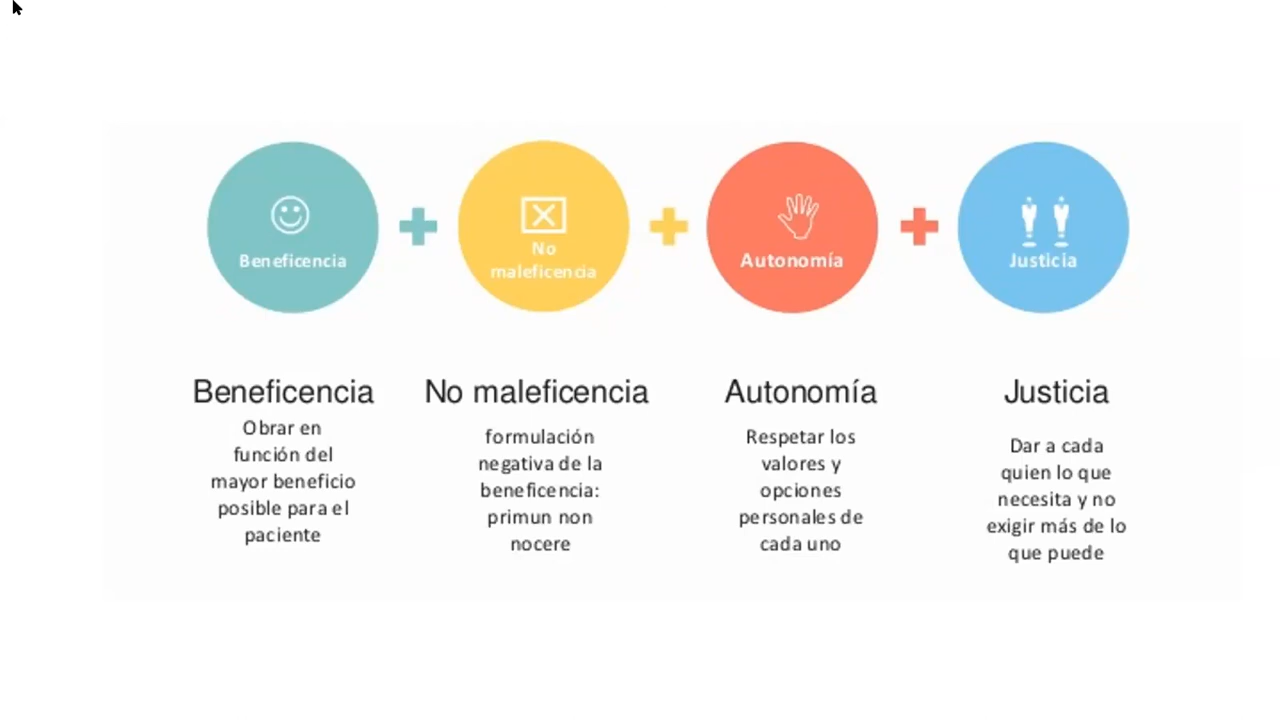 Beneficencia
No
maleficencia
Autonomía
Justicia
Beneficencia
Obrar en
función del
mayor beneficio
posible para el
paciente
No maleficencia
formulación
negativa de la
beneficencia:
primun non
nocere
Autonomía
Respetar los
valores y
opciones
personales de
cada uno
Justicia
Dar a cada
quien lo que
necesita y no
exigir más de lo
que puede